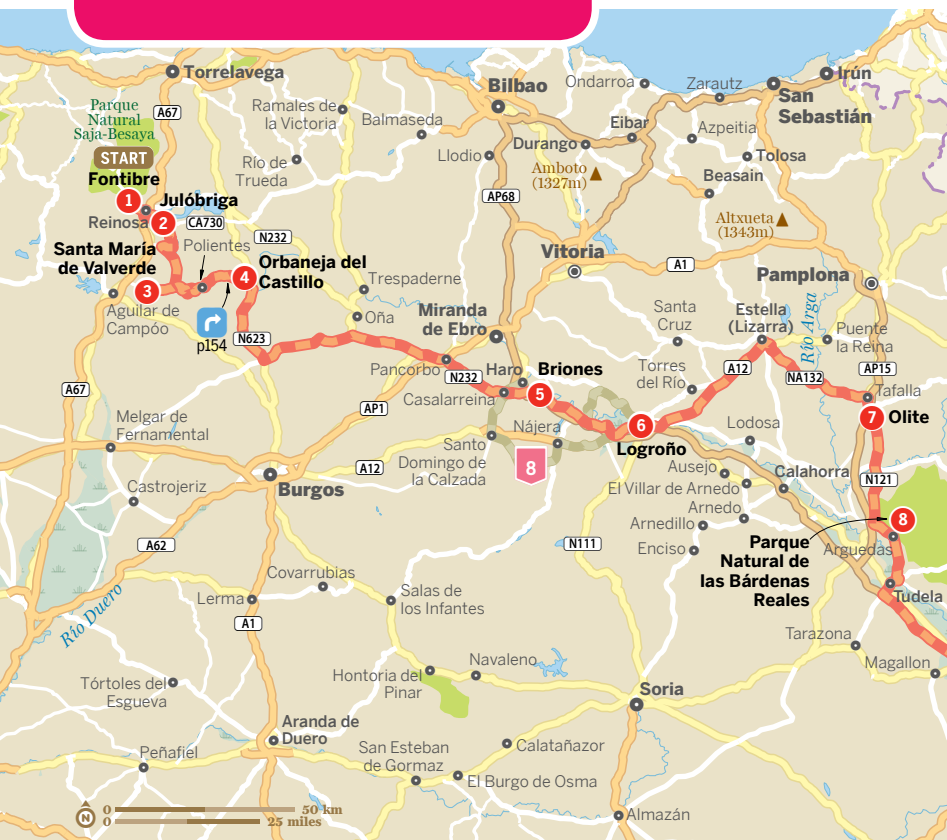 Torrelavega
Bilbao
Ondarroa
Zarautz
Irún
San
Sebastián
Parque
Natural
Saja-Besaya
A67
Ramales de
la Victoria
Balmaseda
Eibar
Azpeitia
Durango
START
Fontibre
Río de
Trueda
Llodio
Amboto
(1327m)
Tolosa
Beasain
1
Julóbriga
Reinosa
2
CA730
AP68
Altxueta
(1343m)
N232
Polientes
Santa María
de Valverde
3
4
Orbaneja del
Castillo
Vitoria
A1
Pamplona
Trespaderne
Aguilar de
Campóo
p154
Oña
N623
Miranda
de Ebro
Santa
Cruz
Estella
(Lizarra)
Río Arga
Puente
la Reina
Pancorbo
N232
Haro
Briones
Casalarreina
5
Torres
del Río
A12
NA132
AP15
Tafalla
A67
AP1
Melgar de
Fernamental
Nájera
6
Logroño
Lodosa
7
Olite
Santo
Domingo de
la Calzada
8
A12
Burgos
Castrojeriz
Ausejo
Calahorra
El Villar de Arnedo
Arnedo
N121
Arnedillo
Enciso
8
Parque
Natural de
las Bárdenas
Reales
Arguedas
A62
N111
Covarrubias
Lerma
Salas de
los Infantes
Tudela
Río Duero
A1
Tarazona
Magallon
Hontoria del
Pinar
Navaleno
Soria
Tórtoles del
Esgueva
Aranda de
Duero
Peñafiel
San Esteban
de Gormaz
Calatañazor
El Burgo de Osma
Almazán
N
0 50 km
0 25 miles